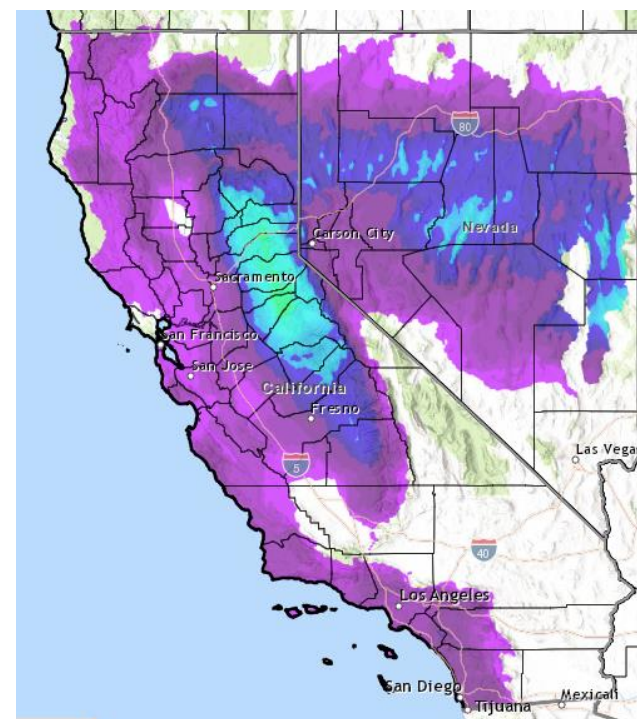 80
Nevada
Carson City
Sacramento
San Francisco
San Jose
California
Fresno
5
Las Vega
40
Los Angeles
San Diego
Mexicali
Tijuana